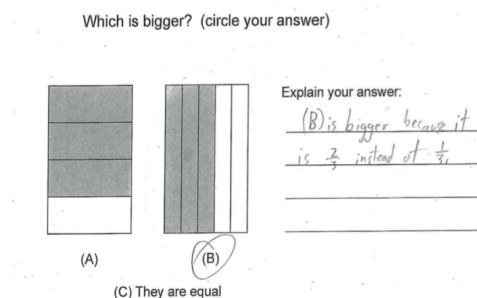 Which is bigger? (circle your answer)
Explain your answer:
(B) is bigger because it
is 2/3 instead of 1/3.
(A)
(B)
(C) They are equal